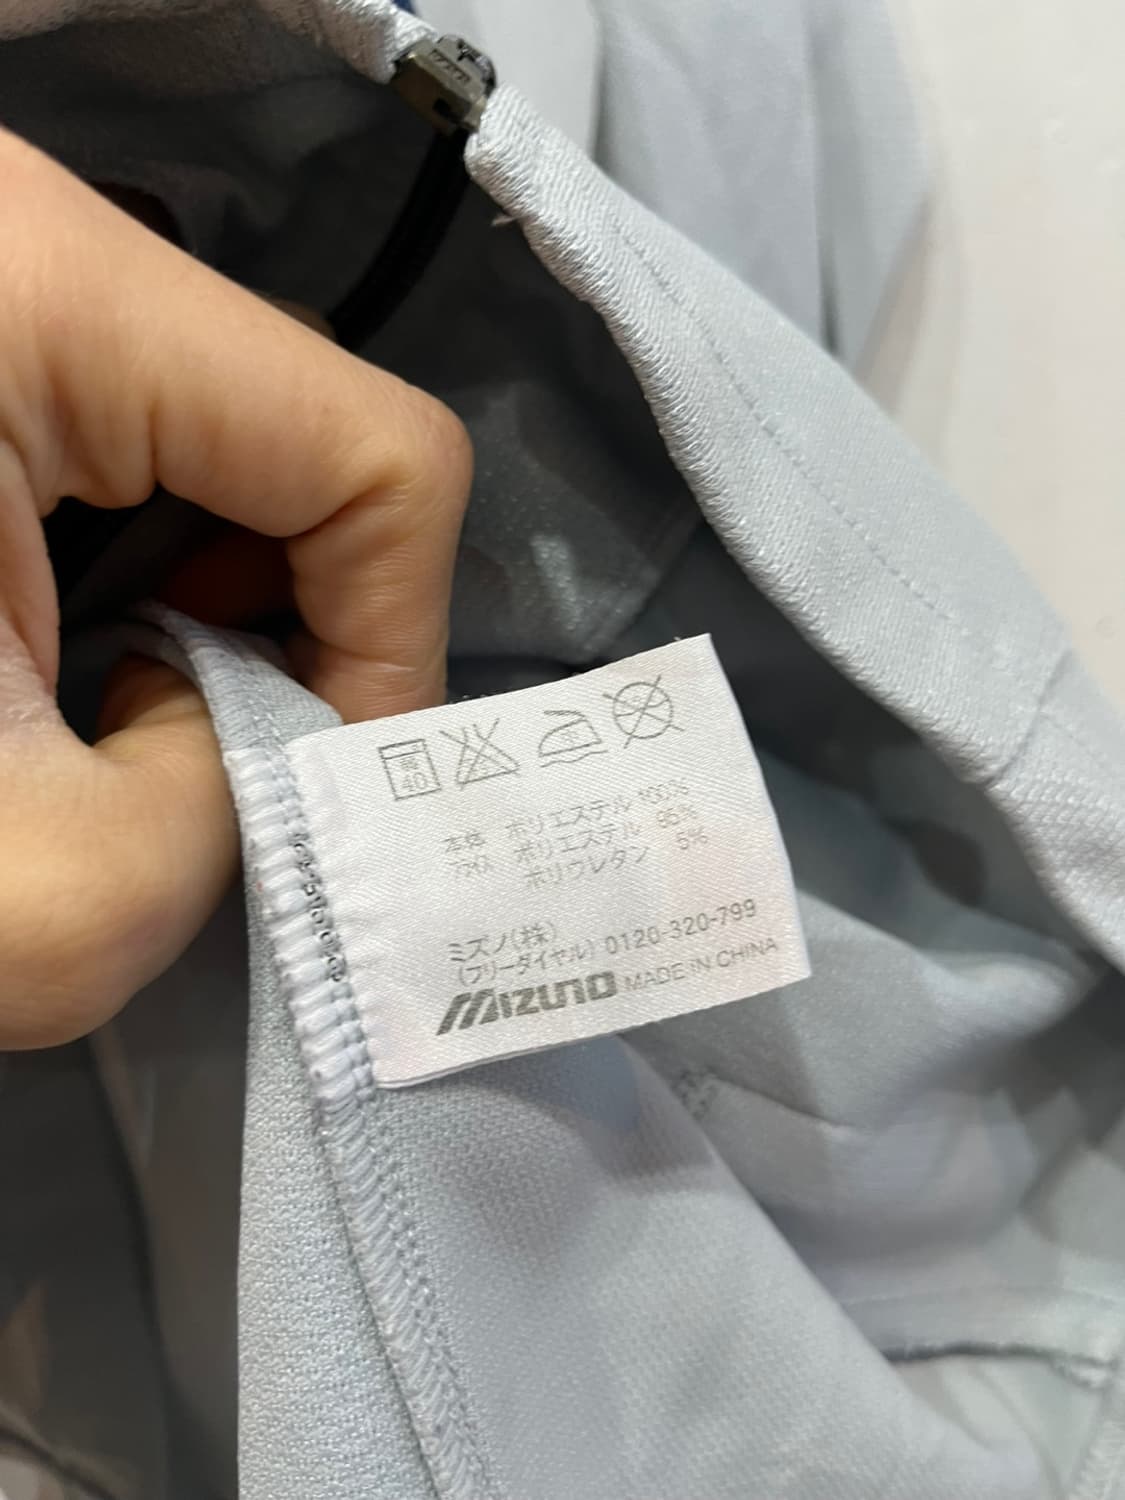 弱
40
本体 ポリエステル 100%
ポリエステル 95%
ポリウレタン 5%
ミズノ(株)
(フリーダイヤル) 0120-320-799
MIZUNO MADE IN CHINA